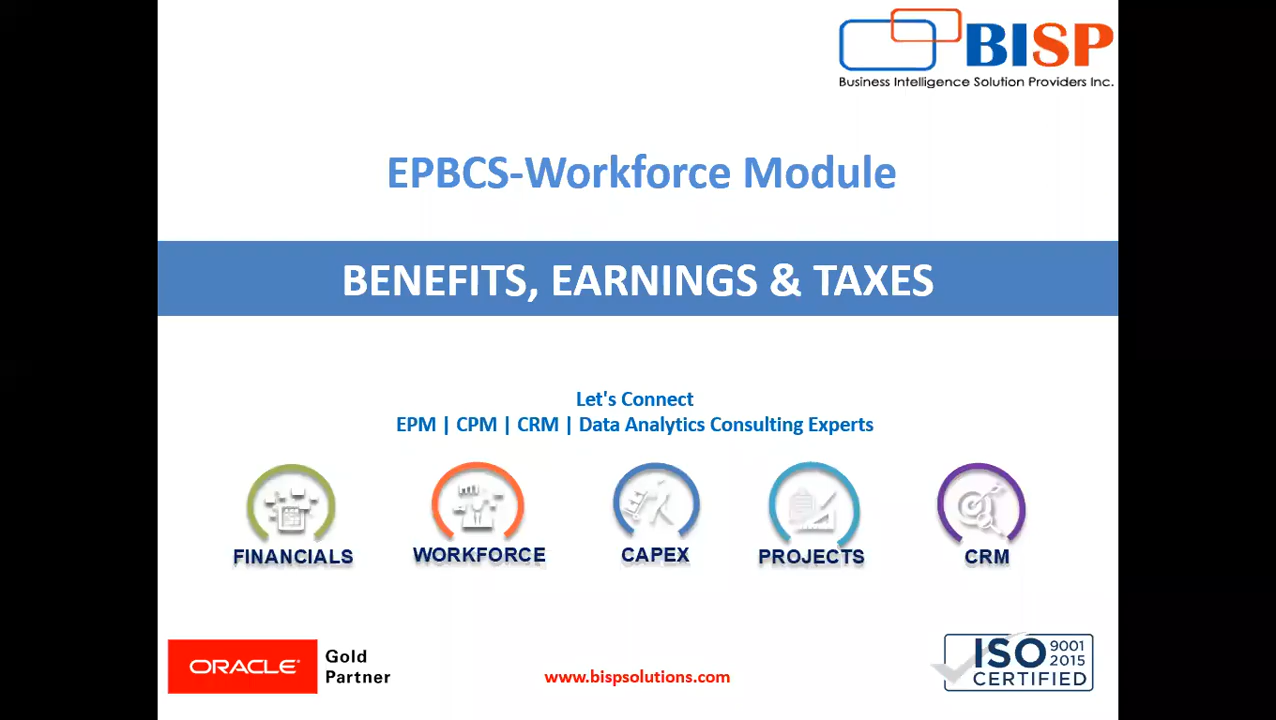 BISP
Business Intelligence Solution Providers Inc.
EPBCS-Workforce Module
BENEFITS, EARNINGS & TAXES
Let's Connect
EPM | CPM | CRM | Data Analytics Consulting Experts
FINANCIALS
WORKFORCE
CAPEX
PROJECTS
CRM
ORACLE
Gold
Partner
www.bispsolutions.com
ISO 9001
2015
CERTIFIED